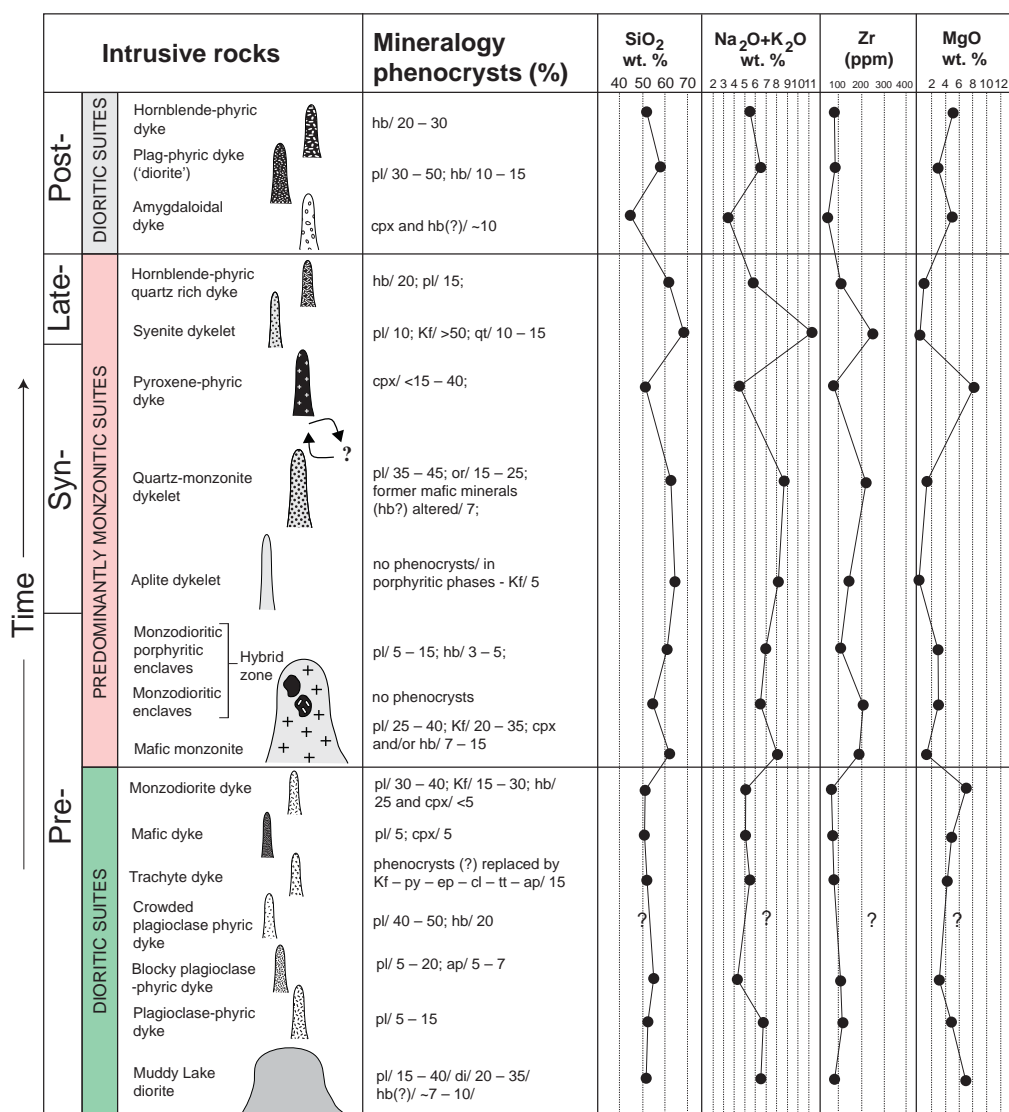 Intrusive rocks
Mineralogy
phenocrysts (%)
SiO2
wt. %
40 50 60 70
Na2O+K2O
wt. %
2 3 4 5 6 7 8 9 10 11
Zr
(ppm)
100 200 300 400
MgO
wt. %
2 4 6 8 10 12
Time
Post-
Late-
Syn-
Pre-
DIORITIC SUITES
PREDOMINANTLY MONZONITIC SUITES
DIORITIC SUITES
Hornblende-phyric
dyke
hb/ 20 – 30
Plag-phyric dyke
(‘diorite’)
pl/ 30 – 50; hb/ 10 – 15
Amygdaloidal
dyke
cpx and hb(?)/ ~10
Hornblende-phyric
quartz rich dyke
hb/ 20; pl/ 15;
Syenite dykelet
pl/ 10; Kf/ >50; qt/ 10 – 15
Pyroxene-phyric
dyke
cpx/ <15 – 40;
?
Quartz-monzonite
dykelet
pl/ 35 – 45; or/ 15 – 25;
former mafic minerals
(hb?) altered/ 7;
Aplite dykelet
no phenocrysts/ in
porphyritic phases - Kf/ 5
Monzodioritic
porphyritic
enclaves
Hybrid
zone
pl/ 5 – 15; hb/ 3 – 5;
Monzodioritic
enclaves
no phenocrysts
Mafic monzonite
pl/ 25 – 40; Kf/ 20 – 35; cpx
and/or hb/ 7 – 15
Monzodiorite dyke
pl/ 30 – 40; Kf/ 15 – 30; hb/
25 and cpx/ <5
Mafic dyke
pl/ 5; cpx/ 5
Trachyte dyke
phenocrysts (?) replaced by
Kf – py – ep – cl – tt – ap/ 15
Crowded
plagioclase phyric
dyke
pl/ 40 – 50; hb/ 20
? ? ? ?
Blocky plagioclase
-phyric dyke
pl/ 5 – 20; ap/ 5 – 7
Plagioclase-phyric
dyke
pl/ 5 – 15
Muddy Lake
diorite
pl/ 15 – 40/ di/ 20 – 35/
hb(?)/ ~7 – 10/